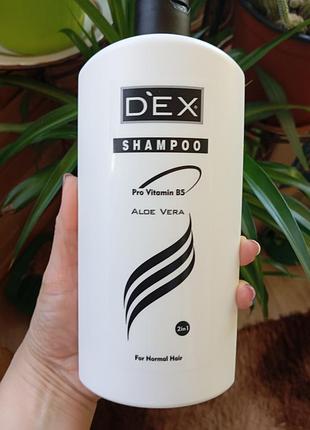 D'EX®
SHAMPOO
Pro Vitamin B5
ALOE VERA
2in1
For Normal Hair